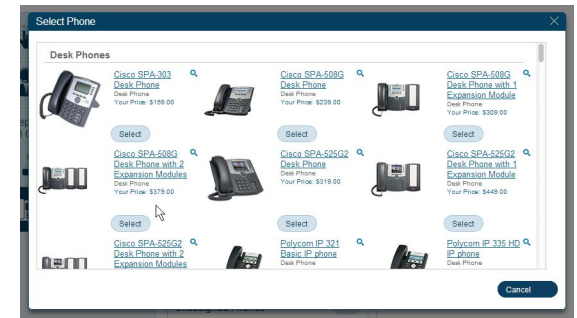 Select Phone
Desk Phones
Cisco SPA-303
Desk Phone
Desk Phone
Your Price: $159.00
Select
Cisco SPA-508G
Desk Phone
Desk Phone
Your Price: $239.00
Select
Cisco SPA-508G
Desk Phone with 1
Expansion Module
Desk Phone
Your Price: $309.00
Select
Cisco SPA-508G
Desk Phone with 2
Expansion Modules
Desk Phone
Your Price: $379.00
Select
Cisco SPA-525G2
Desk Phone
Desk Phone
Your Price: $319.00
Select
Cisco SPA-525G2
Desk Phone with 1
Expansion Module
Desk Phone
Your Price: $449.00
Select
Cisco SPA-525G2
Desk Phone with 2
Expansion Modules
Polycom IP 321
Basic IP phone
Desk Phone
Polycom IP 335 HD
IP phone
Desk Phone
Cancel